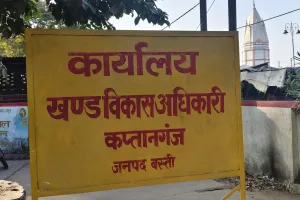 कार्यालय
खण्ड विकास अधिकारी
कप्तानगंज
जनपद बस्ती